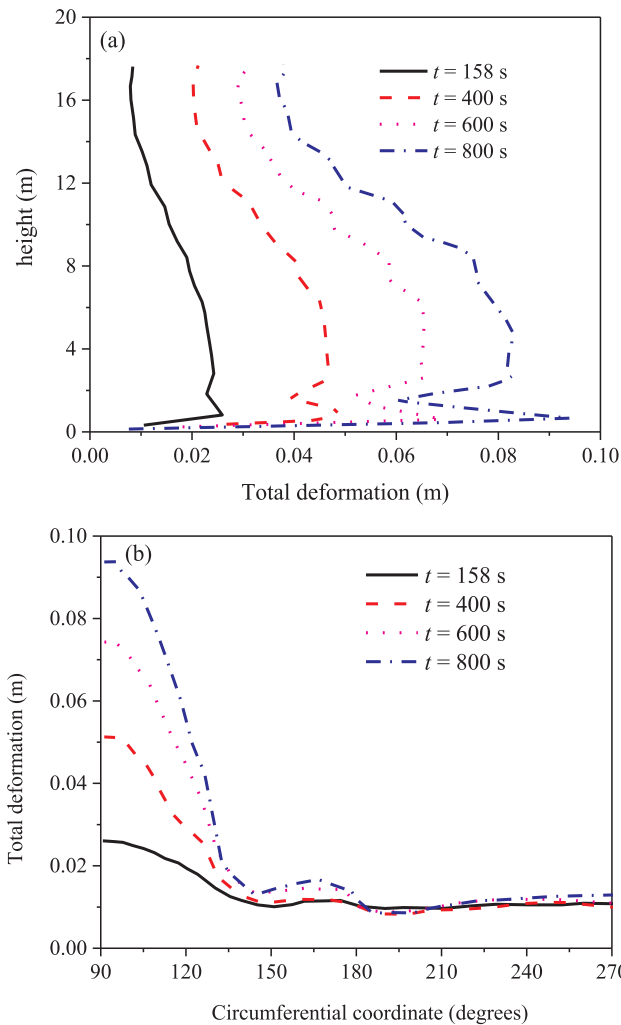 (a)
20
16
12
8
4
0
height (m)
t = 158 s
t = 400 s
t = 600 s
t = 800 s
0.00 0.02 0.04 0.06 0.08 0.10
Total deformation (m)
(b)
0.10
0.08
0.06
0.04
0.02
0.00
Total deformation (m)
t = 158 s
t = 400 s
t = 600 s
t = 800 s
90 120 150 180 210 240 270
Circumferential coordinate (degrees)